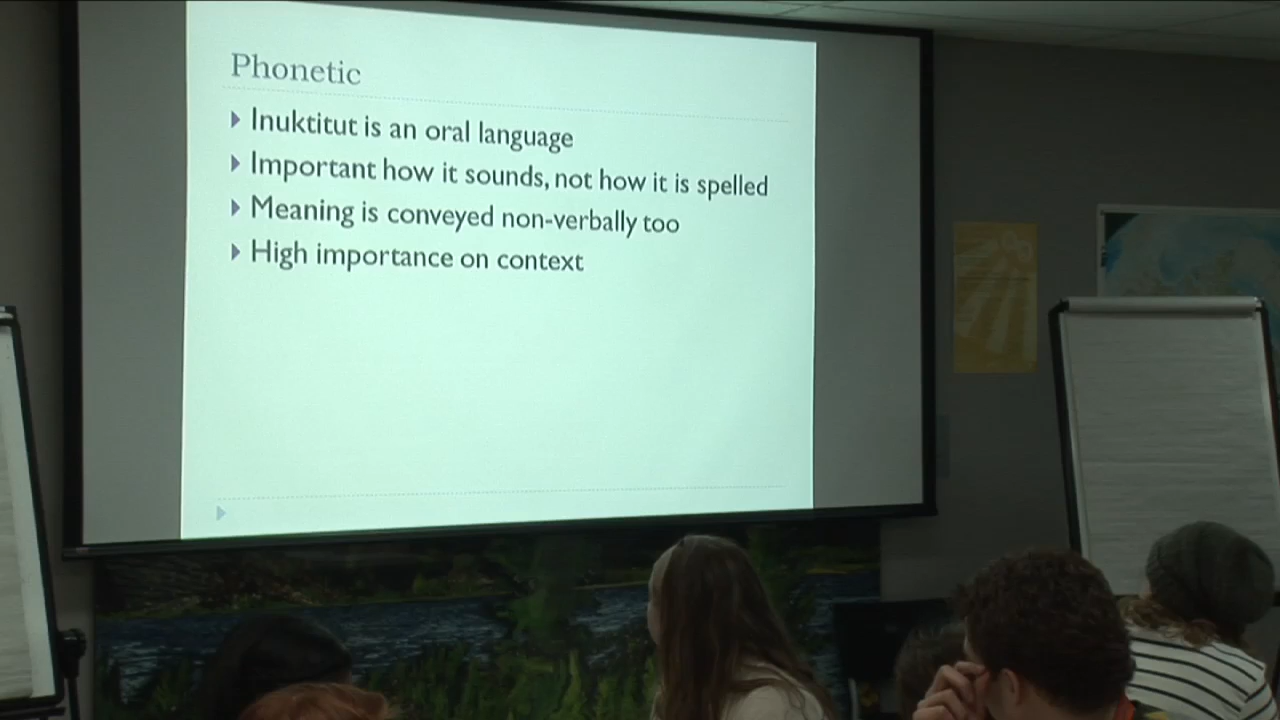 Phonetic
Inuktitut is an oral language
Important how it sounds, not how it is spelled
Meaning is conveyed non-verbally too
High importance on context